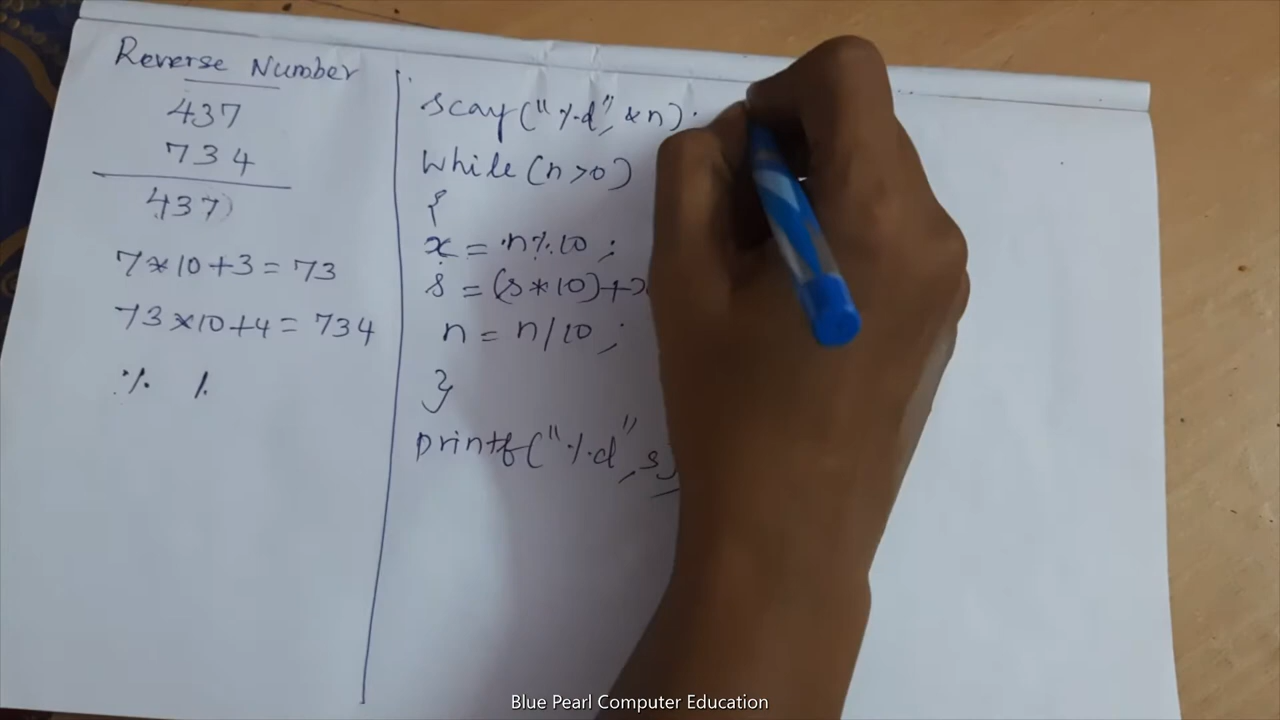 Reverse Number
437
734
437)
7*10+3=73
73*10+4=734
% %
scanf("%d", &n);
while(n>0)
{
x = n%10;
s = (s*10)+x
n = n/10;
}
printf("%d", s)
Blue Pearl Computer Education